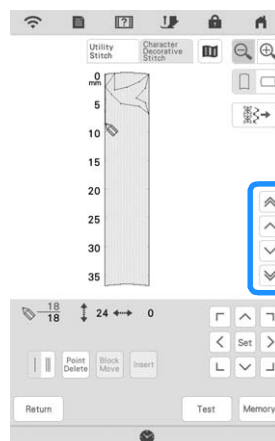 ?
Utility
Stitch
Character
Decorative
Stitch
0
mm
5
10
15
20
25
30
35
18
18
24
0
Point
Delete
Block
Move
Insert
Set
Return
Test
Memory